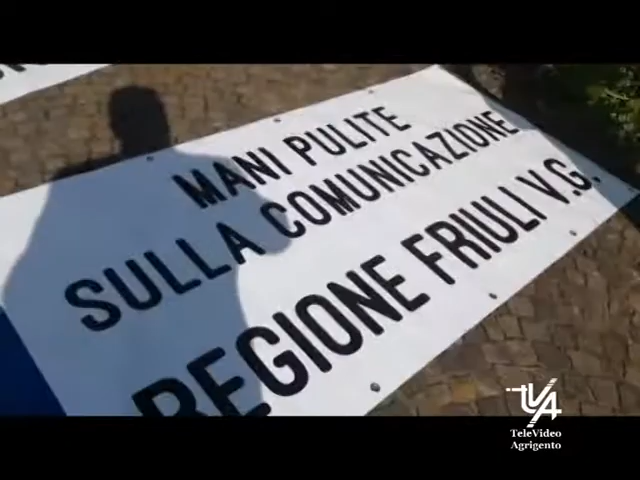 MANI PULITE
SULLA COMUNICAZIONE
REGIONE FRIULI V.G.
TVA
TeleVideo
Agrigento